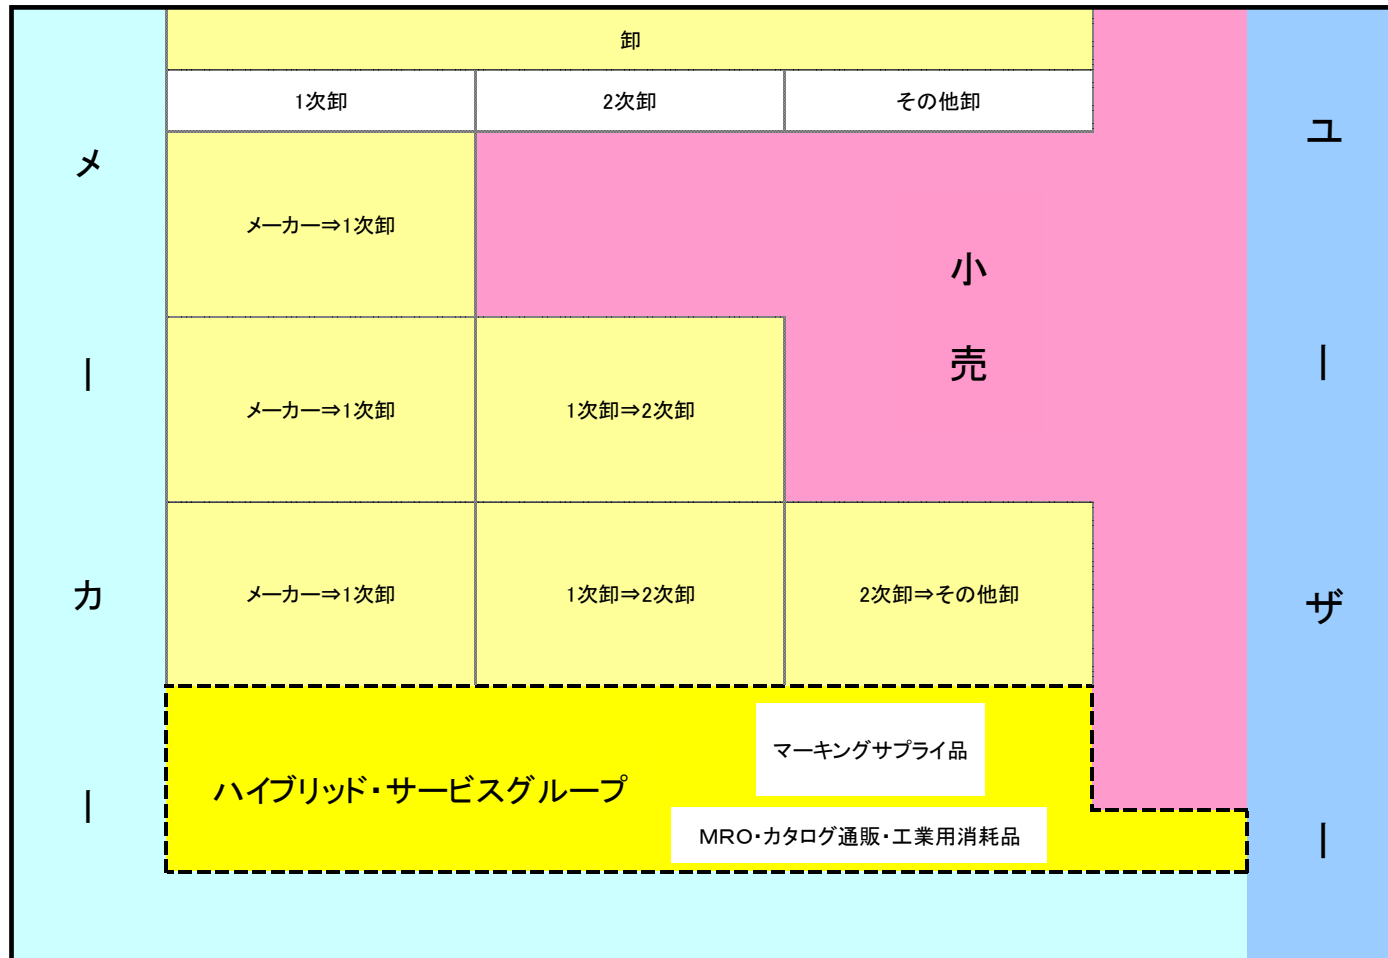 卸
1次卸
2次卸
その他卸
メーカー
メーカー⇒1次卸
小売
メーカー⇒1次卸
1次卸⇒2次卸
メーカー⇒1次卸
1次卸⇒2次卸
2次卸⇒その他卸
ハイブリッド・サービスグループ
マーキングサプライ品
MRO・カタログ通販・工業用消耗品
ユーザー